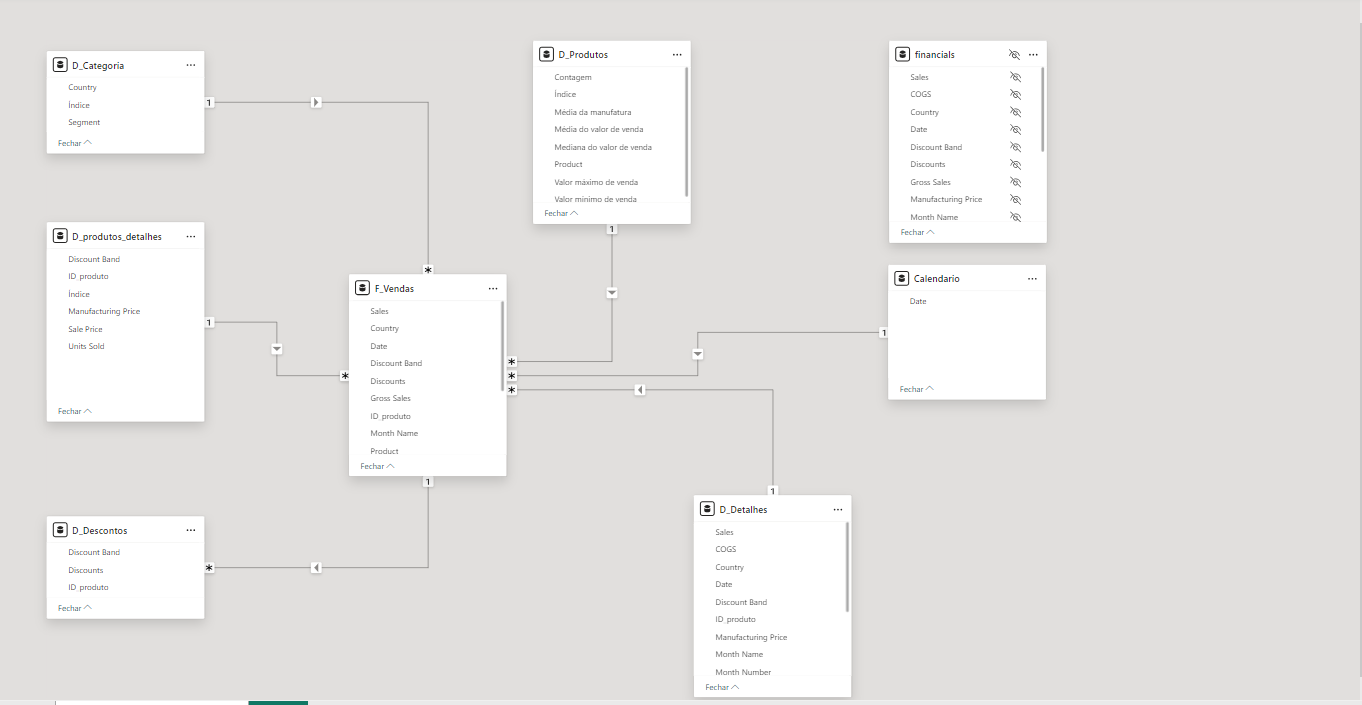 D_Categoria
Country
Índice
Segment
Fechar
1
*
D_produtos_detalhes
Discount Band
ID_produto
Índice
Manufacturing Price
Sale Price
Units Sold
Fechar
1
*
D_Descontos
Discount Band
Discounts
ID_produto
Fechar
*
1
F_Vendas
Sales
Country
Date
Discount Band
Discounts
Gross Sales
ID_produto
Month Name
Product
Fechar
D_Produtos
Contagem
Índice
Média da manufatura
Média do valor de venda
Mediana do valor de venda
Product
Valor máximo de venda
Valor minimo de venda
Fechar
1
*
*
*
financials
Sales
COGS
Country
Date
Discount Band
Discounts
Gross Sales
Manufacturing Price
Month Name
Fechar
Calendario
Date
Fechar
1
D_Detalhes
Sales
COGS
Country
Date
Discount Band
ID_produto
Manufacturing Price
Month Name
Month Number
Fechar
1